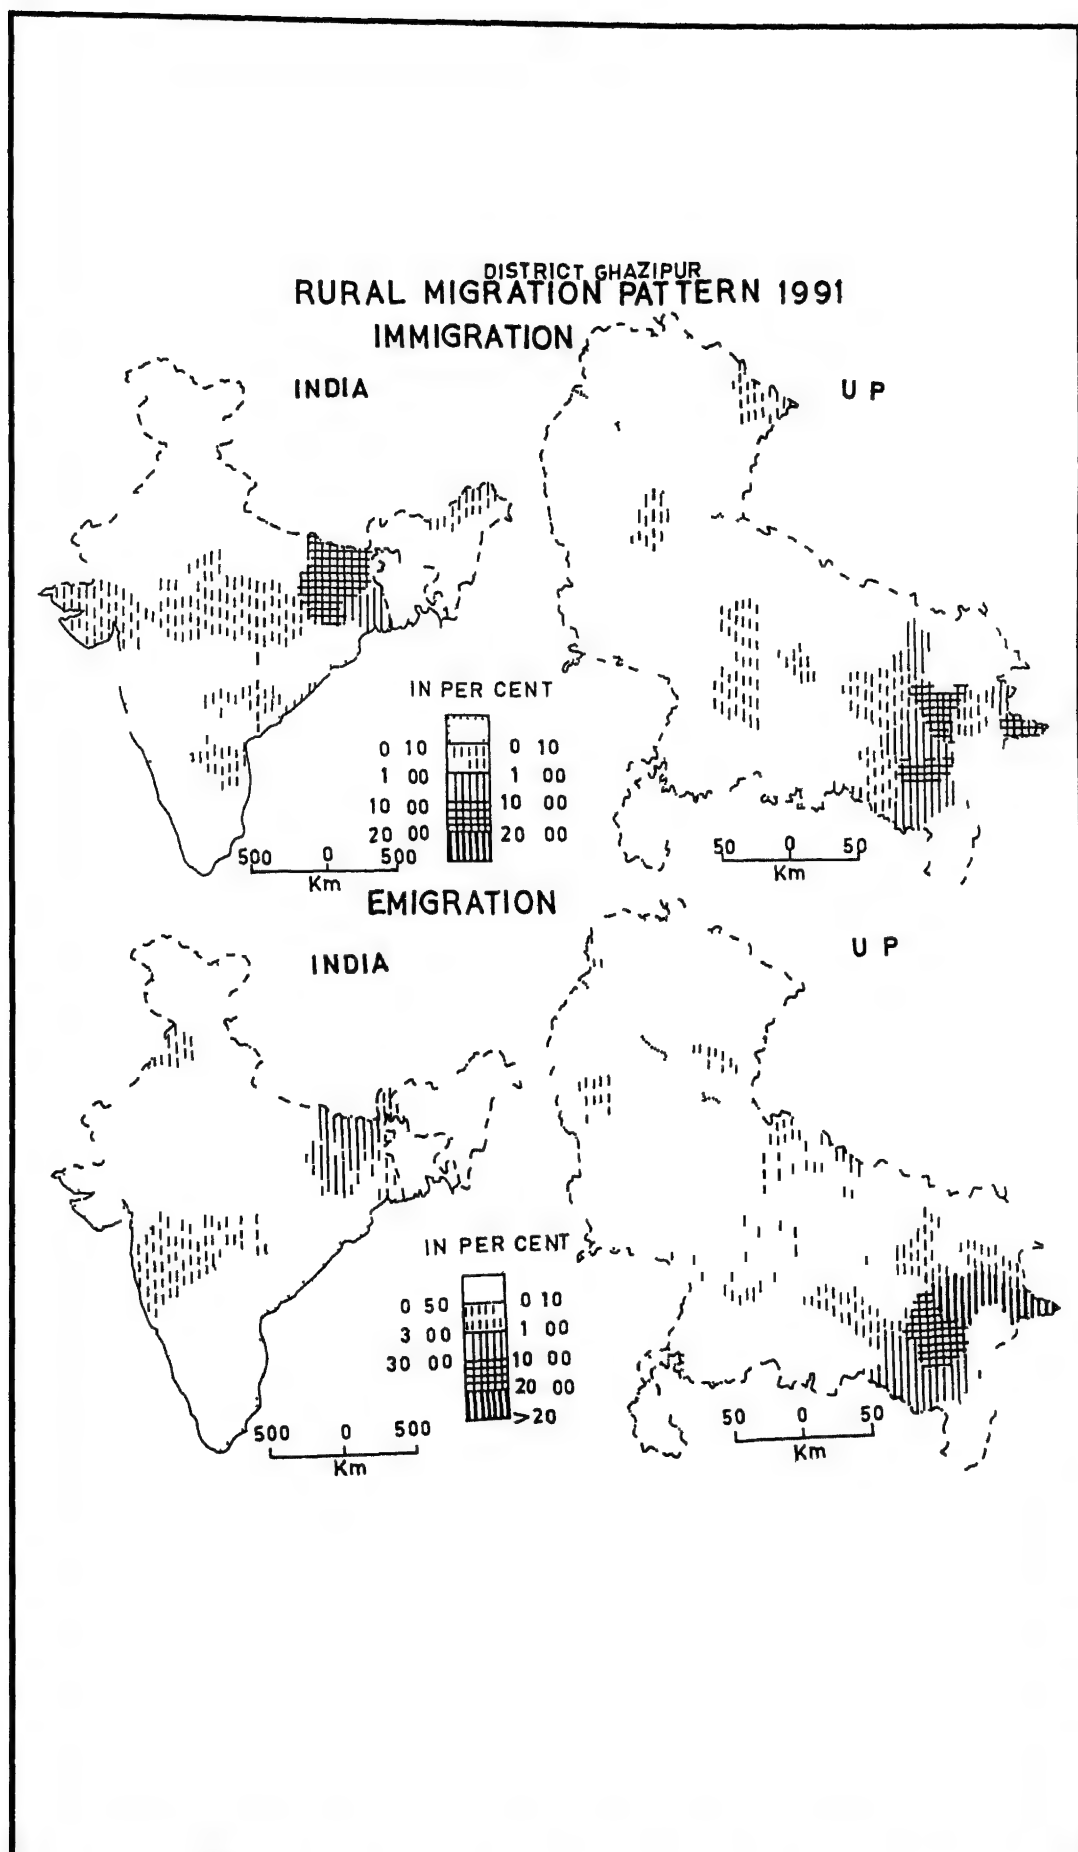 DISTRICT GHAZIPUR
RURAL MIGRATION PATTERN 1991
IMMIGRATION
INDIA
U P
IN PER CENT
0 10 0 10
1 00 1 00
10 00 10 00
20 00 20 00
500 0 500
Km
50 0 50
Km
EMIGRATION
INDIA
U P
IN PER CENT
0 50 0 10
3 00 1 00
30 00 10 00
20 00
>20
500 0 500
Km
50 0 50
Km